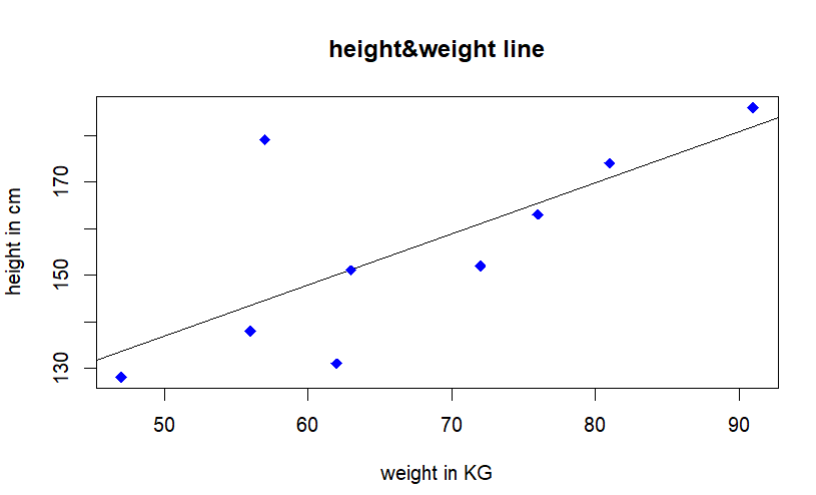 height&weight line
height in cm
170
150
130
50 60 70 80 90
weight in KG